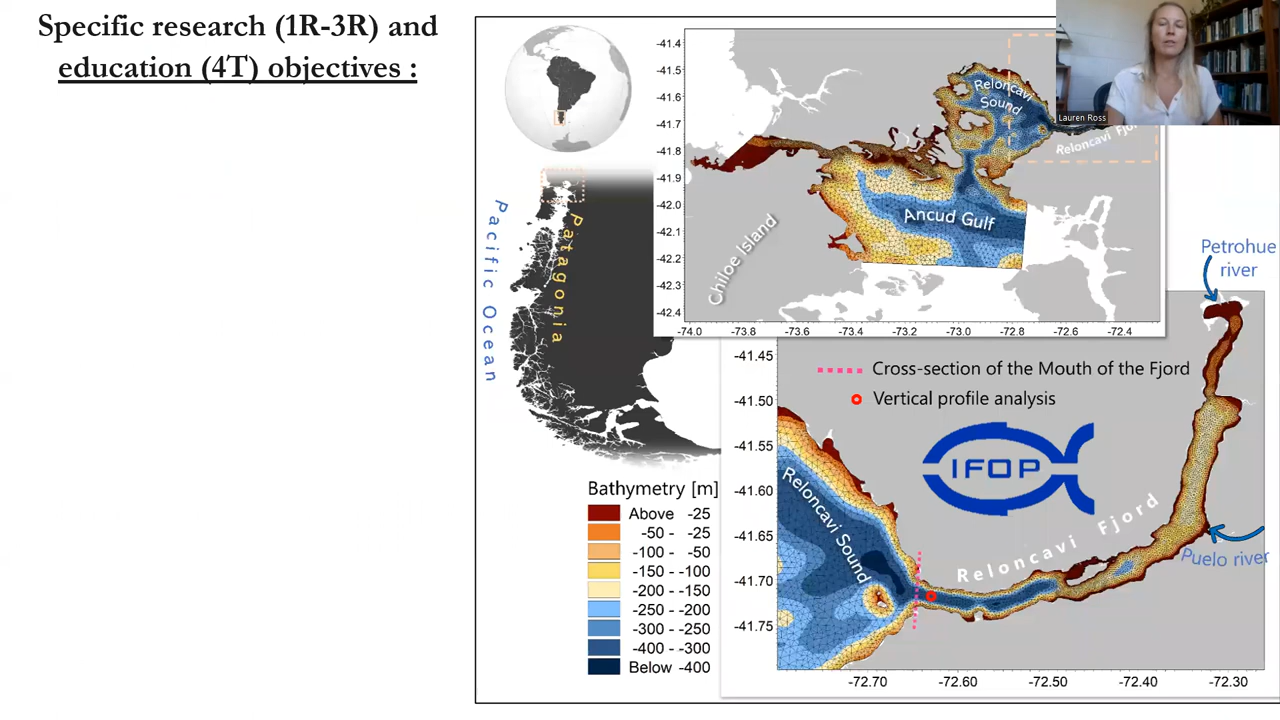 Specific research (1R-3R) and
education (4T) objectives :
Pacific Ocean
Patagonia
-41.4
-41.5
-41.6
-41.7
-41.8
-41.9
-42.0
-42.1
-42.2
-42.3
-42.4
-74.0 -73.8 -73.6 -73.4 -73.2 -73.0 -72.8 -72.6 -72.4
Reloncavi
Sound
Reloncavi Fjor
Ancud Gulf
Chiloe Island
Lauren Ross
Petrohue
river
Cross-section of the Mouth of the Fjord
Vertical profile analysis
IFOP
-41.45
-41.50
-41.55
-41.60
-41.65
-41.70
-41.75
Reloncavi Sound
Reloncavi Fjord
Puelo river
-72.70 -72.60 -72.50 -72.40 -72.30
Bathymetry [m]
Above -25
-50 - -25
-100 - -50
-150 - -100
-200 - -150
-250 - -200
-300 - -250
-400 - -300
Below -400